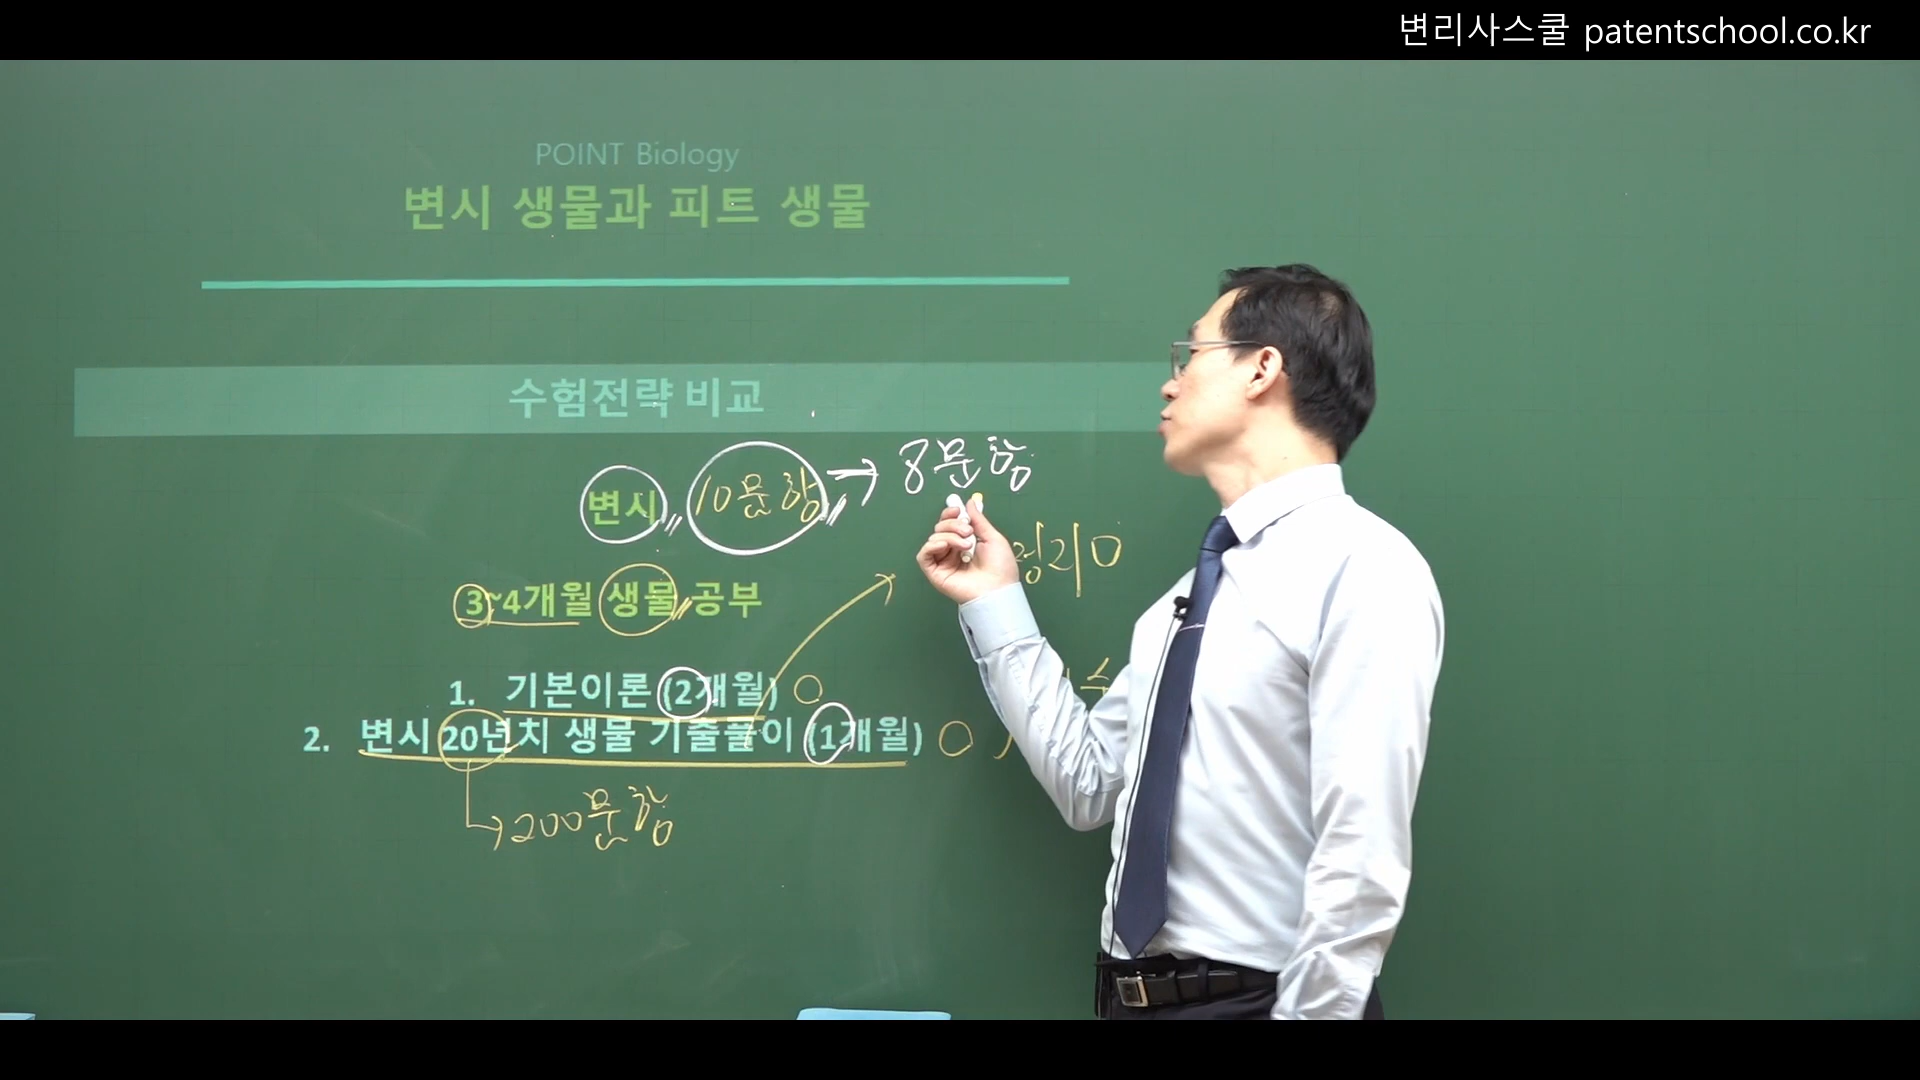 변리사스쿨 patentschool.co.kr
POINT Biology
변시 생물과 피트 생물
수험전략 비교
변시 10문항 → 8문항
정리
3~4개월 생물 공부
1. 기본이론 (2개월)
2. 변시 20년치 생물 기출풀이 (1개월)
200문항